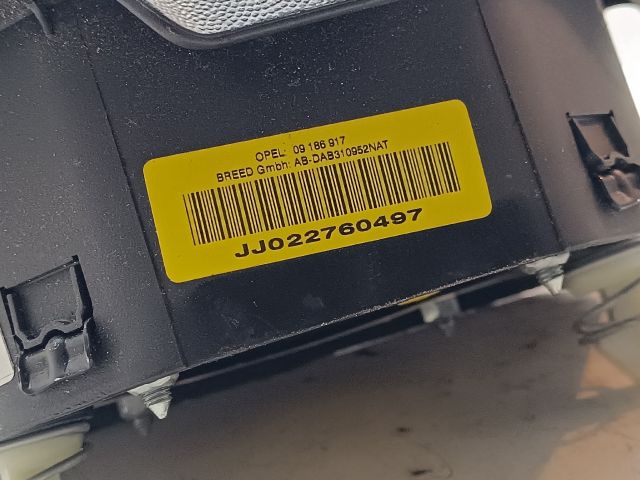 OPEL: 09 186 917
BREED Gmbh: AB-DAB310952NAT
JJ022760497